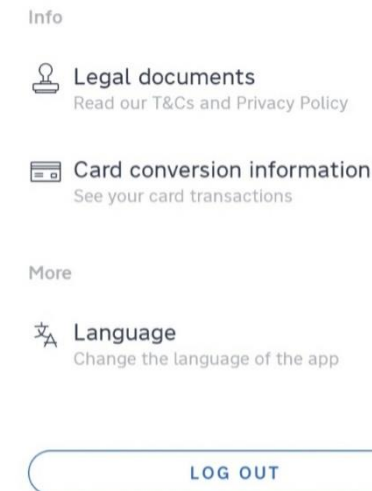 Info
Legal documents
Read our T&Cs and Privacy Policy
Card conversion information
See your card transactions
More
Language
Change the language of the app
LOG OUT